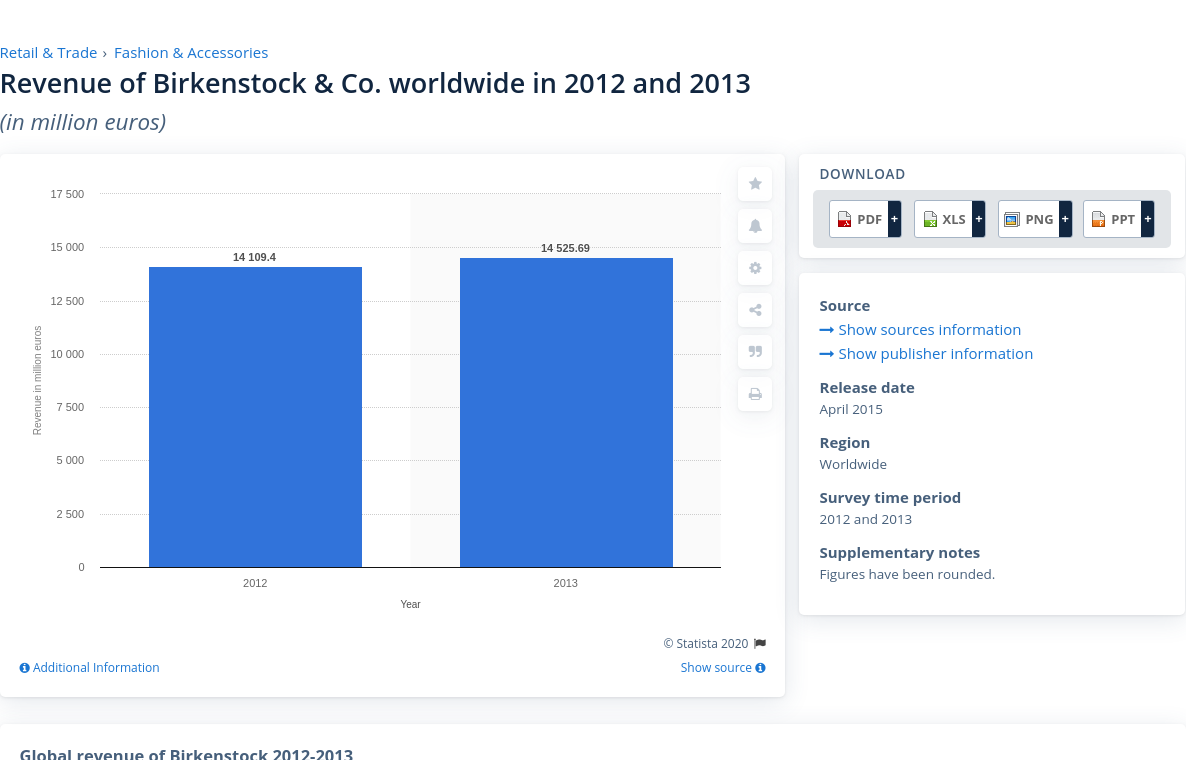 Retail & Trade › Fashion & Accessories
Revenue of Birkenstock & Co. worldwide in 2012 and 2013
(in million euros)
17 500
15 000
12 500
10 000
7 500
5 000
2 500
0
Revenue in million euros
14 109.4
14 525.69
2012
2013
Year
© Statista 2020
Additional Information
Show source
DOWNLOAD
PDF + XLS + PNG + PPT +
Source
Show sources information
Show publisher information
Release date
April 2015
Region
Worldwide
Survey time period
2012 and 2013
Supplementary notes
Figures have been rounded.
Global revenue of Birkenstock 2012-2013